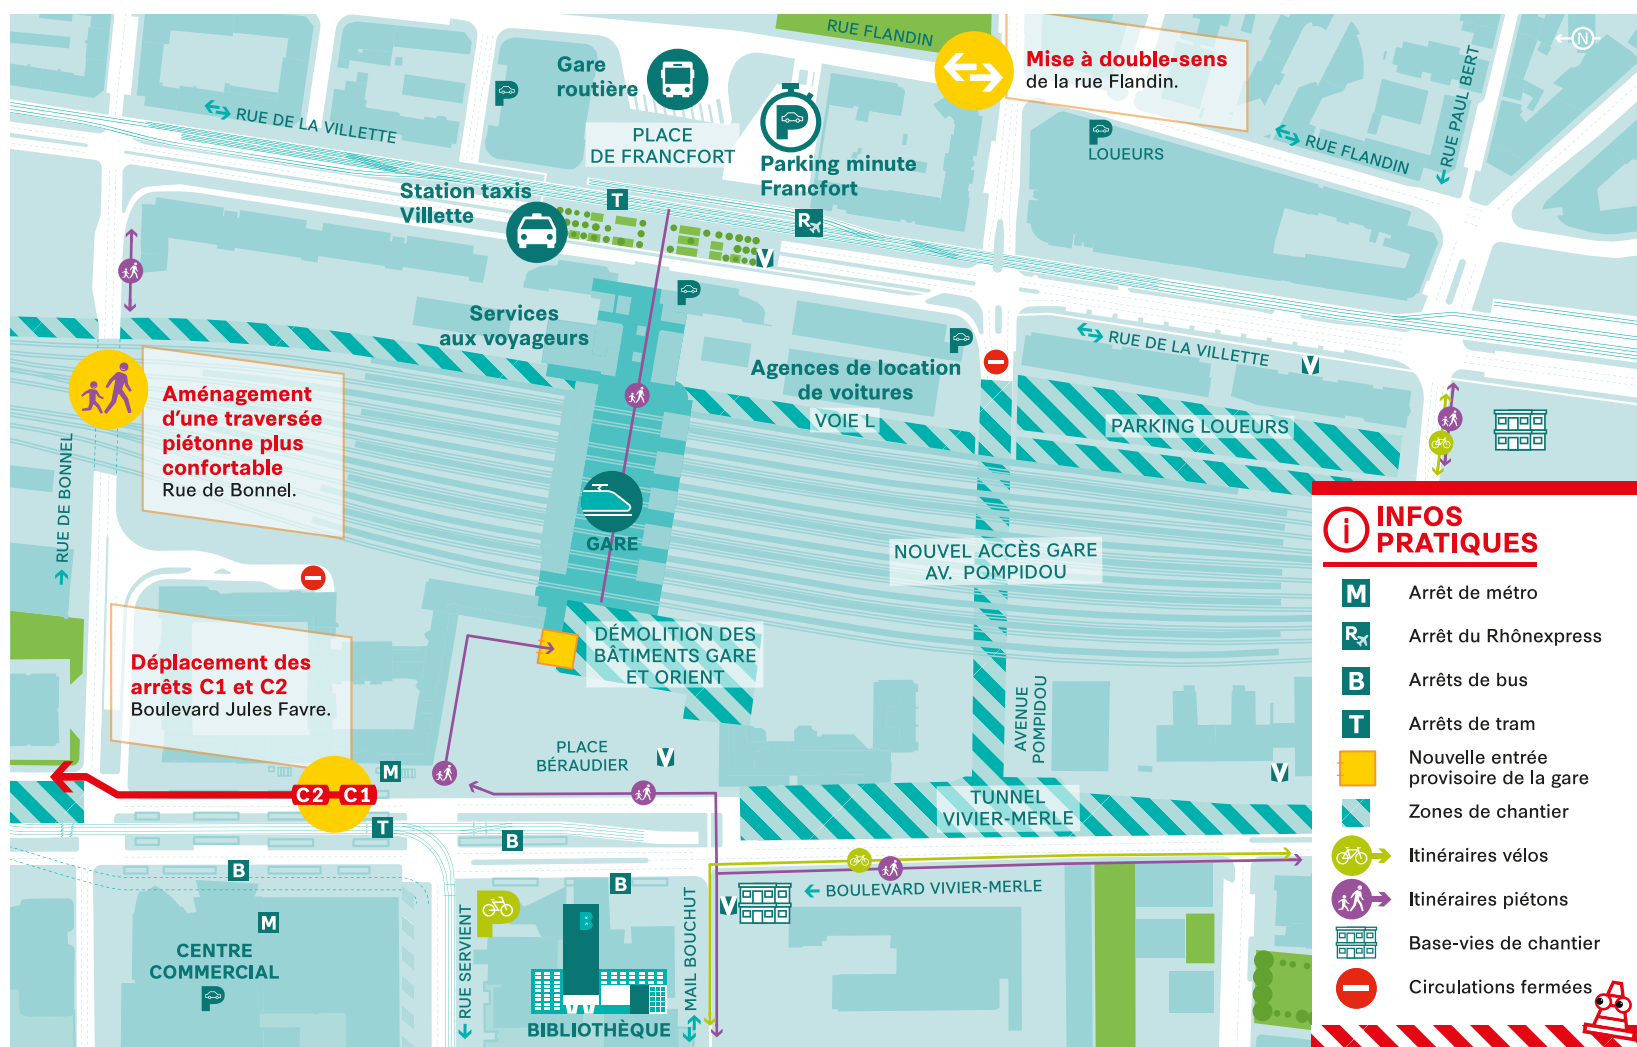 RUE FLANDIN
Mise à double-sens
de la rue Flandin.
N
Gare
routière
P
P
RUE DE LA VILLETTE
PLACE
DE FRANCFORT
Parking minute
Francfort
P
LOUEURS
RUE FLANDIN
RUE PAUL BERT
Station taxis
Villette
T
R
V
P
Services
aux voyageurs
P
Agences de location
de voitures
RUE DE LA VILLETTE
V
VOIE L
PARKING LOUEURS
Aménagement
d'une traversée
piétonne plus
confortable
Rue de Bonnel.
RUE DE BONNEL
GARE
NOUVEL ACCÈS GARE
AV. POMPIDOU
DÉMOLITION DES
BÂTIMENTS GARE
ET ORIENT
Déplacement des
arrêts C1 et C2
Boulevard Jules Favre.
AVENUE
POMPIDOU
PLACE
BÉRAUDIER
V
V
M
C2
C1
T
B
B
B
TUNNEL
VIVIER-MERLE
BOULEVARD VIVIER-MERLE
V
M
CENTRE
COMMERCIAL
P
RUE SERVIENT
P
B
BIBLIOTHÈQUE
MAIL BOUCHUT
i
INFOS
PRATIQUES
M
Arrêt de métro
R
Arrêt du Rhônexpress
B
Arrêts de bus
T
Arrêts de tram
Nouvelle entrée
provisoire de la gare
Zones de chantier
Itinéraires vélos
Itinéraires piétons
Base-vies de chantier
Circulations fermées